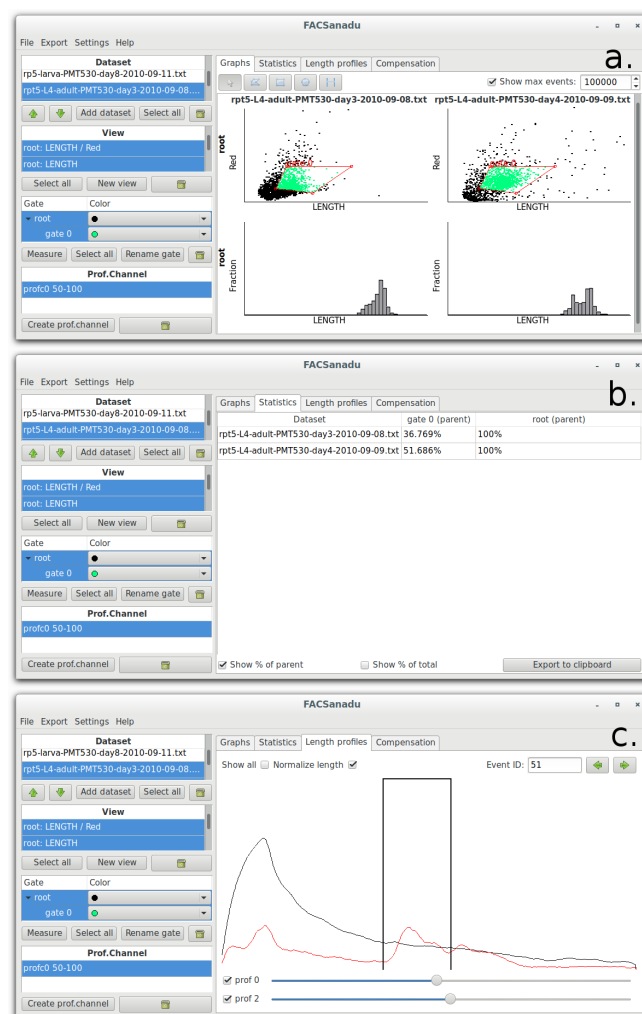 FACSanadu
File Export Settings Help
a.
Dataset
rp5-larva-PMT530-day8-2010-09-11.txt
rpt5-L4-adult-PMT530-day3-2010-09-08....
Add dataset Select all
View
root: LENGTH / Red
root: LENGTH
Select all New view
Gate Color
root
gate 0
Measure Select all Rename gate
Prof.Channel
profc0 50-100
Create prof.channel
Graphs Statistics Length profiles Compensation
Show max events: 100000
rpt5-L4-adult-PMT530-day3-2010-09-08.txt rpt5-L4-adult-PMT530-day4-2010-09-09.txt
root
Red
LENGTH
Red
LENGTH
root
Fraction
LENGTH
Fraction
LENGTH
FACSanadu
File Export Settings Help
b.
Dataset
rp5-larva-PMT530-day8-2010-09-11.txt
rpt5-L4-adult-PMT530-day3-2010-09-08....
Add dataset Select all
View
root: LENGTH / Red
root: LENGTH
Select all New view
Gate Color
root
gate 0
Measure Select all Rename gate
Prof.Channel
profc0 50-100
Create prof.channel
Graphs Statistics Length profiles Compensation
Dataset gate 0 (parent) root (parent)
rpt5-L4-adult-PMT530-day3-2010-09-08.txt 36.769% 100%
rpt5-L4-adult-PMT530-day4-2010-09-09.txt 51.686% 100%
Show % of parent Show % of total Export to clipboard
FACSanadu
File Export Settings Help
c.
Dataset
rp5-larva-PMT530-day8-2010-09-11.txt
rpt5-L4-adult-PMT530-day3-2010-09-08....
Add dataset Select all
View
root: LENGTH / Red
root: LENGTH
Select all New view
Gate Color
root
gate 0
Measure Select all Rename gate
Prof.Channel
profc0 50-100
Create prof.channel
Graphs Statistics Length profiles Compensation
Show all Normalize length Event ID: 51
prof 0
prof 2